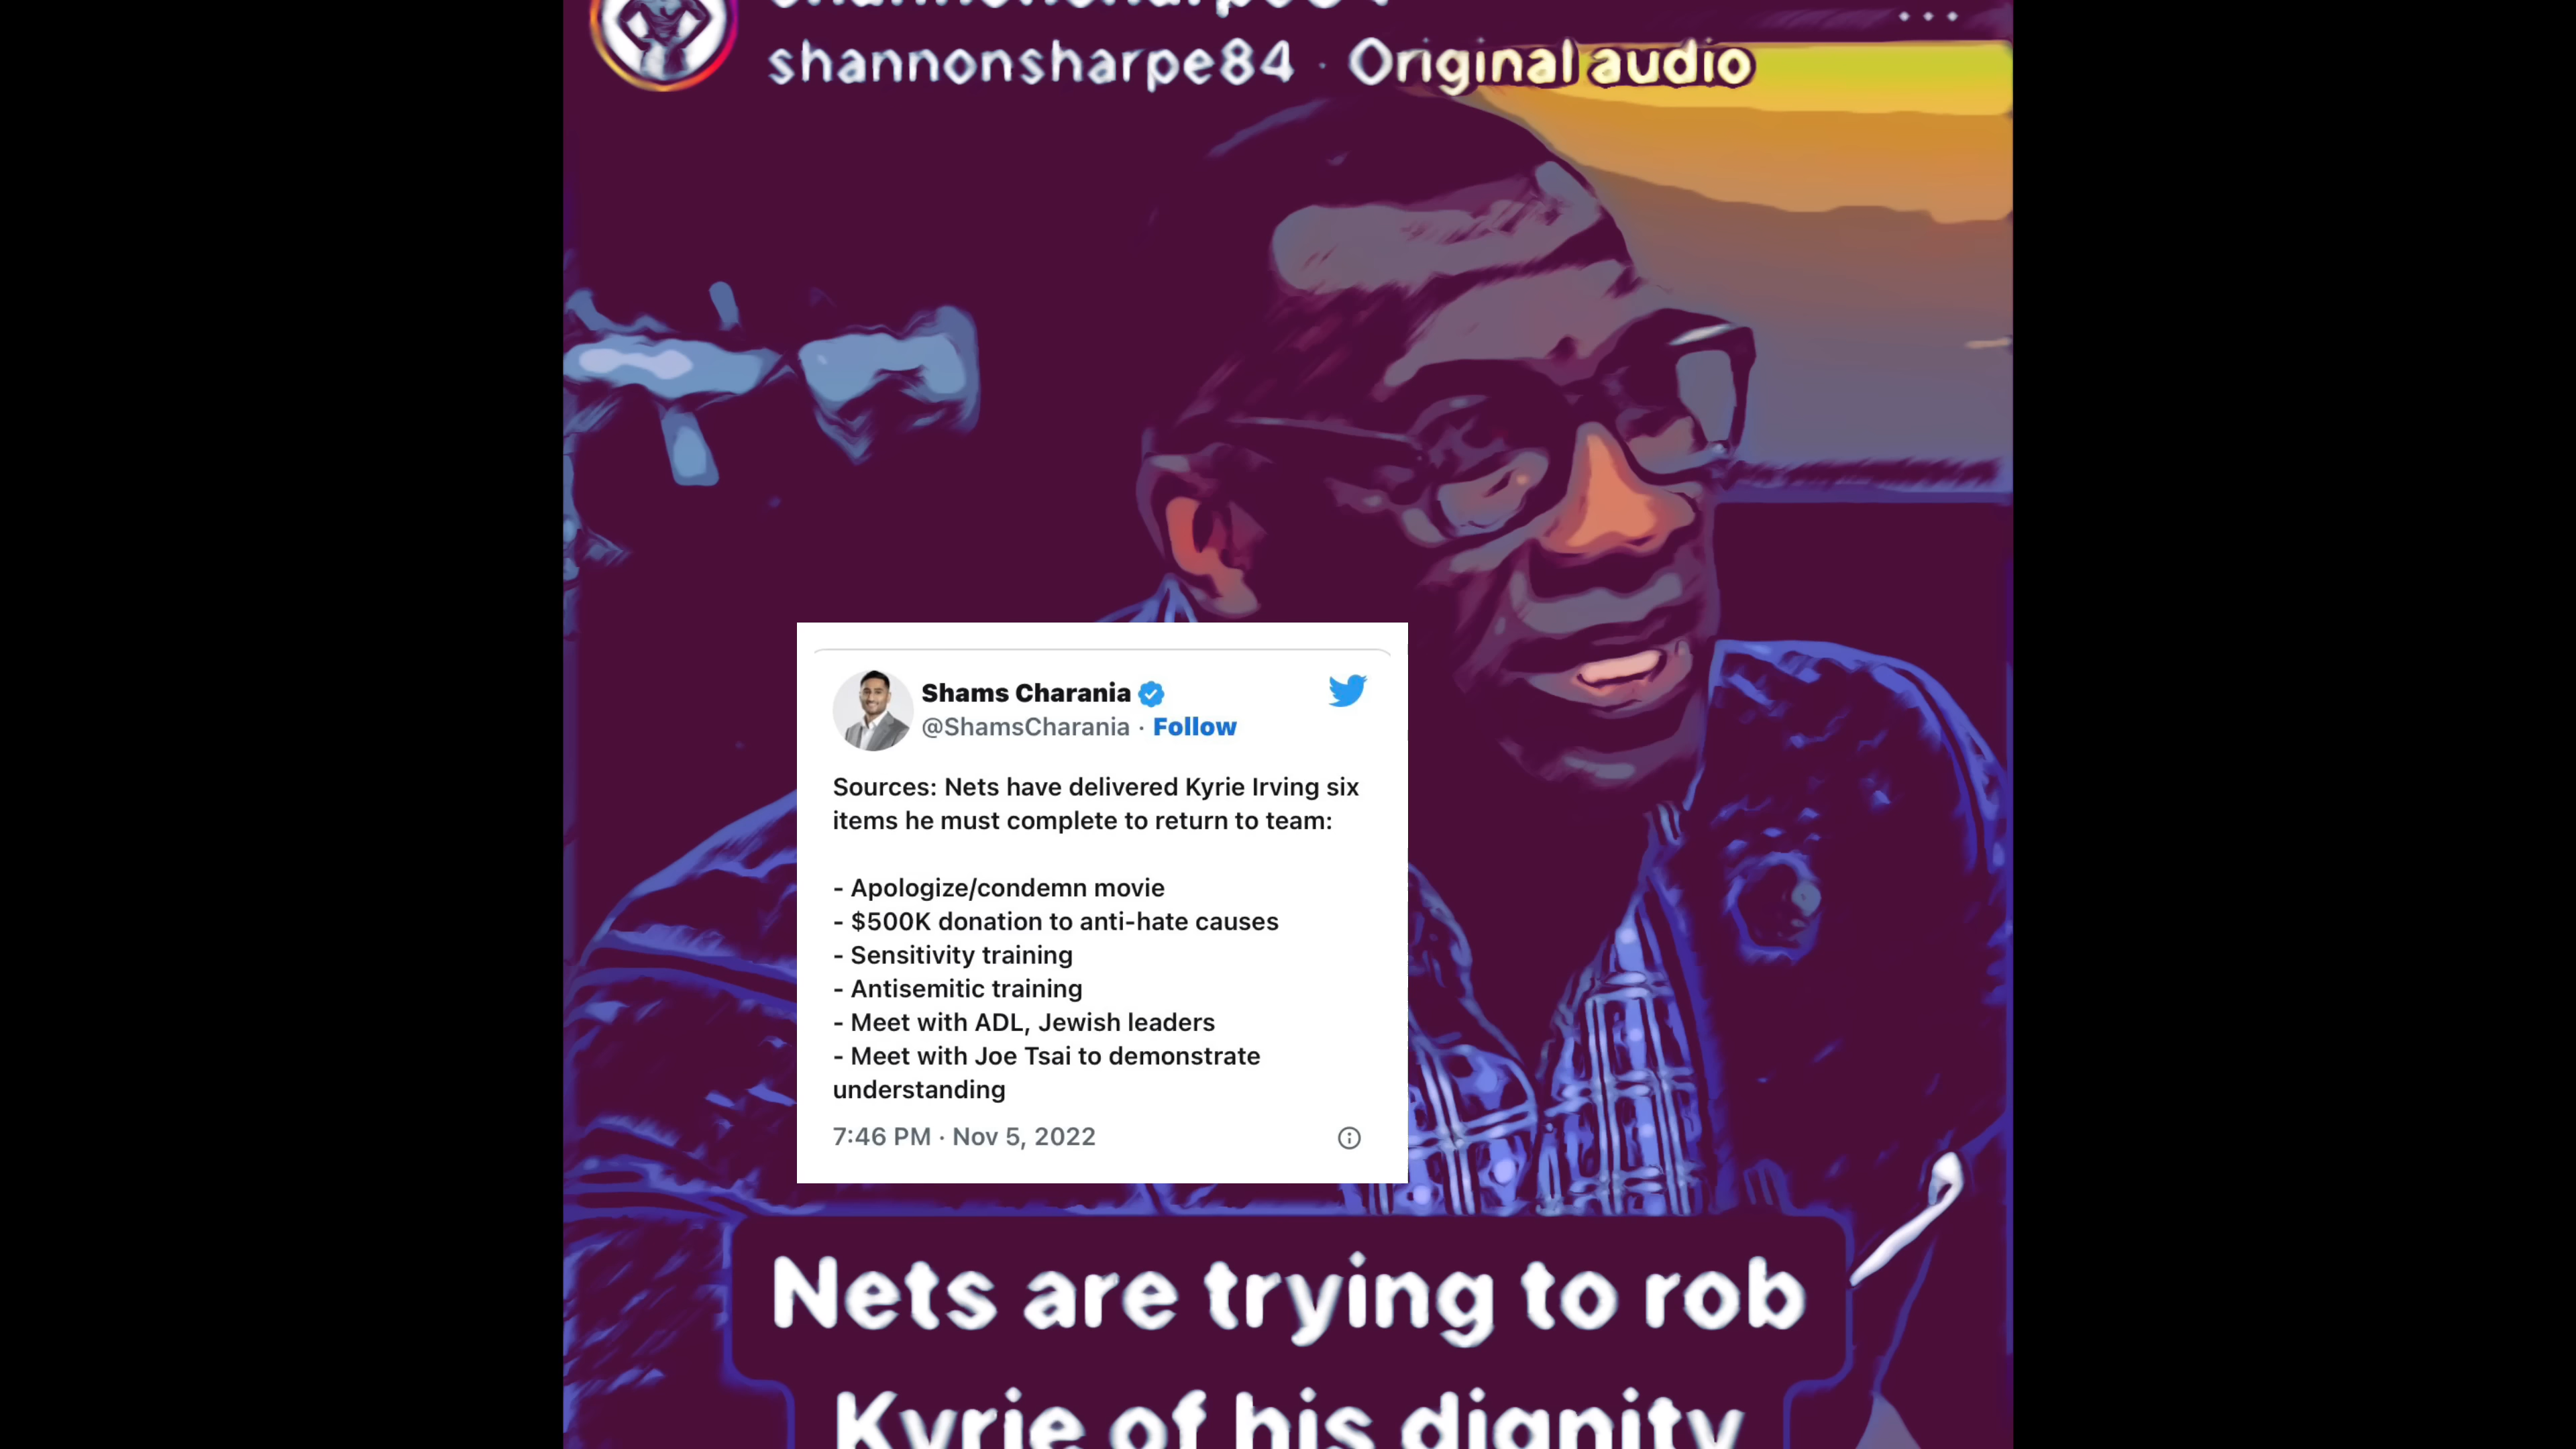 shannonsharpe84
shannonsharpe84 · Original audio
Shams Charania
@ShamsCharania · Follow
Sources: Nets have delivered Kyrie Irving six
items he must complete to return to team:
- Apologize/condemn movie
- $500K donation to anti-hate causes
- Sensitivity training
- Antisemitic training
- Meet with ADL, Jewish leaders
- Meet with Joe Tsai to demonstrate
understanding
7:46 PM · Nov 5, 2022
Nets are trying to rob
Kyrie of his dignity